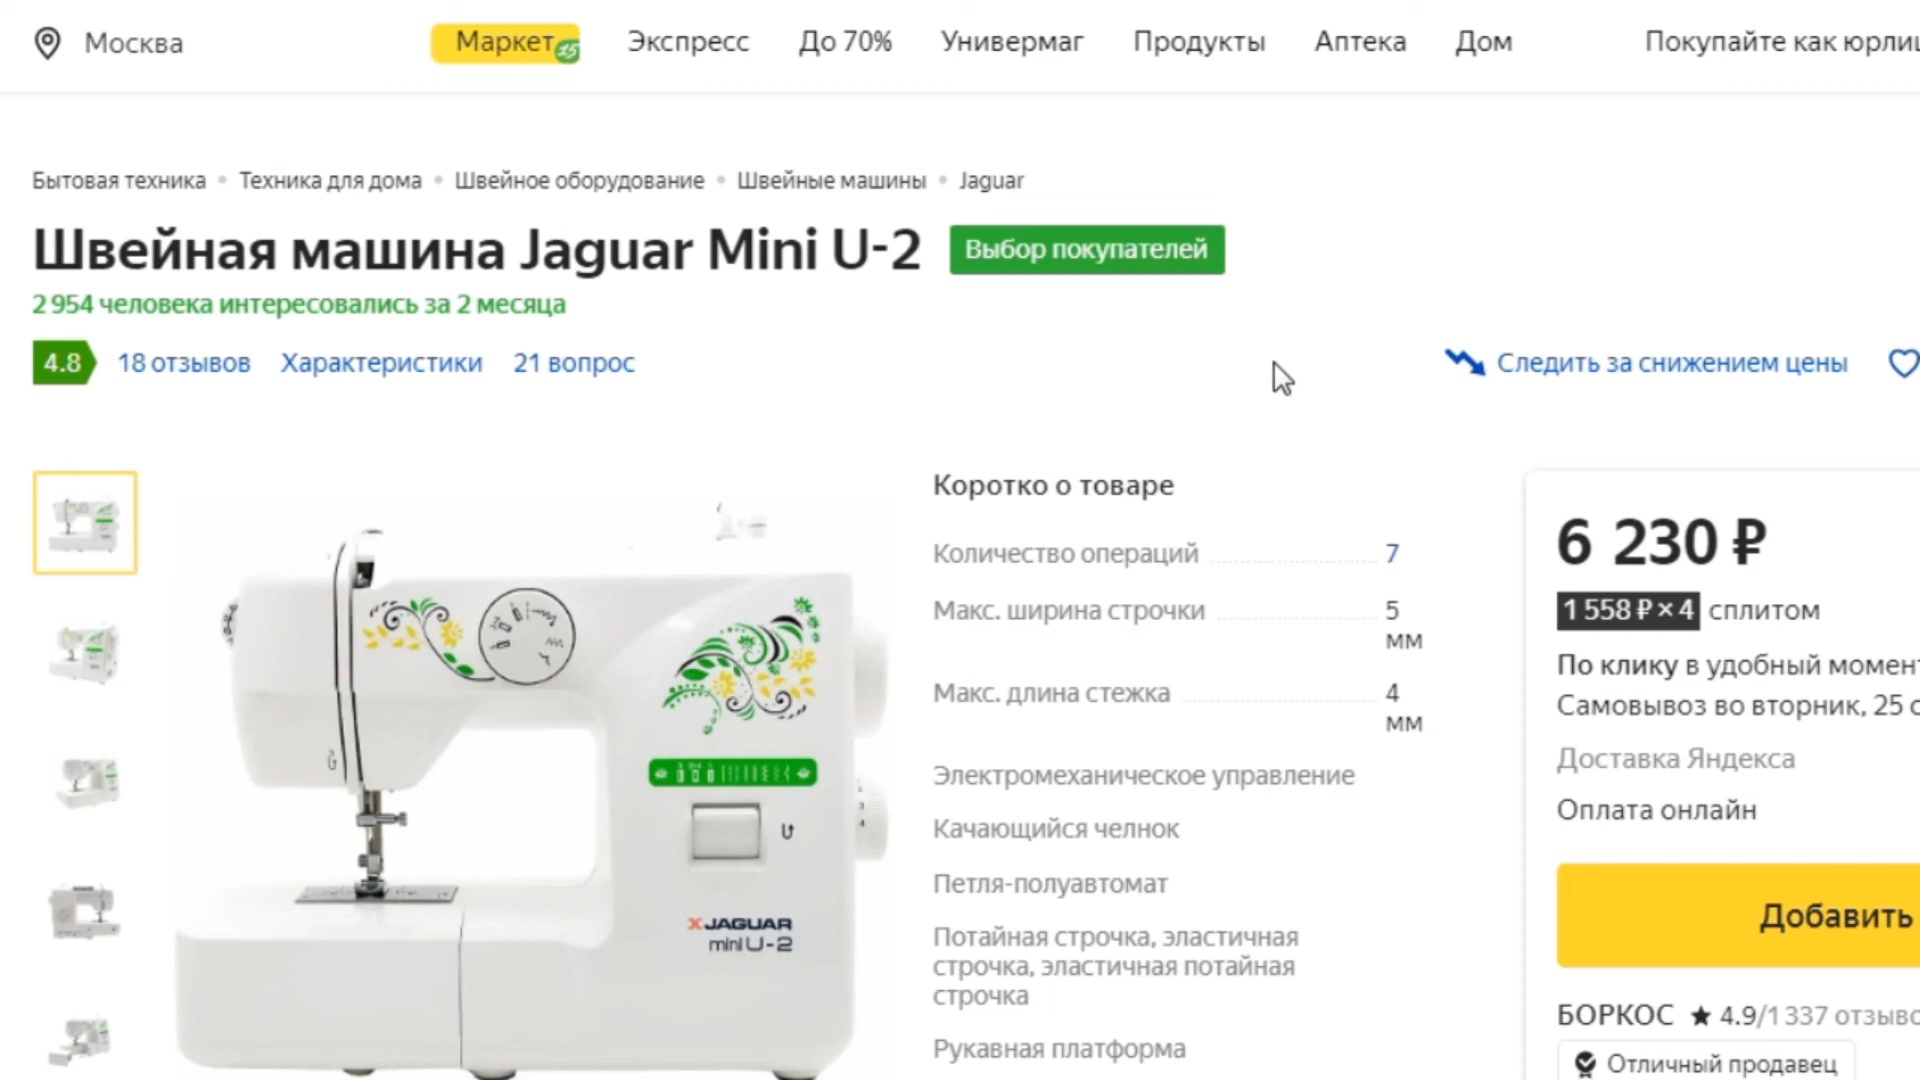 Москва
Маркет 15
Экспресс
До 70%
Универмаг
Продукты
Аптека
Дом
Покупайте как юрлиц
Бытовая техника • Техника для дома • Швейное оборудование • Швейные машины • Jaguar
Швейная машина Jaguar Mini U-2
Выбор покупателей
2 954 человека интересовались за 2 месяца
4.8
18 отзывов
Характеристики
21 вопрос
Следить за снижением цены
JAGUAR
mini U-2
Коротко о товаре
Количество операций 7
Макс. ширина строчки 5
мм
Макс. длина стежка 4
мм
Электромеханическое управление
Качающийся челнок
Петля-полуавтомат
Потайная строчка, эластичная
строчка, эластичная потайная
строчка
Рукавная платформа
6 230 ₽
1 558 ₽ × 4 сплитом
По клику в удобный момент
Самовывоз во вторник, 25 о
Доставка Яндекса
Оплата онлайн
Добавить
БОРКОС ★ 4.9/1 337 отзыво
Отличный продавец